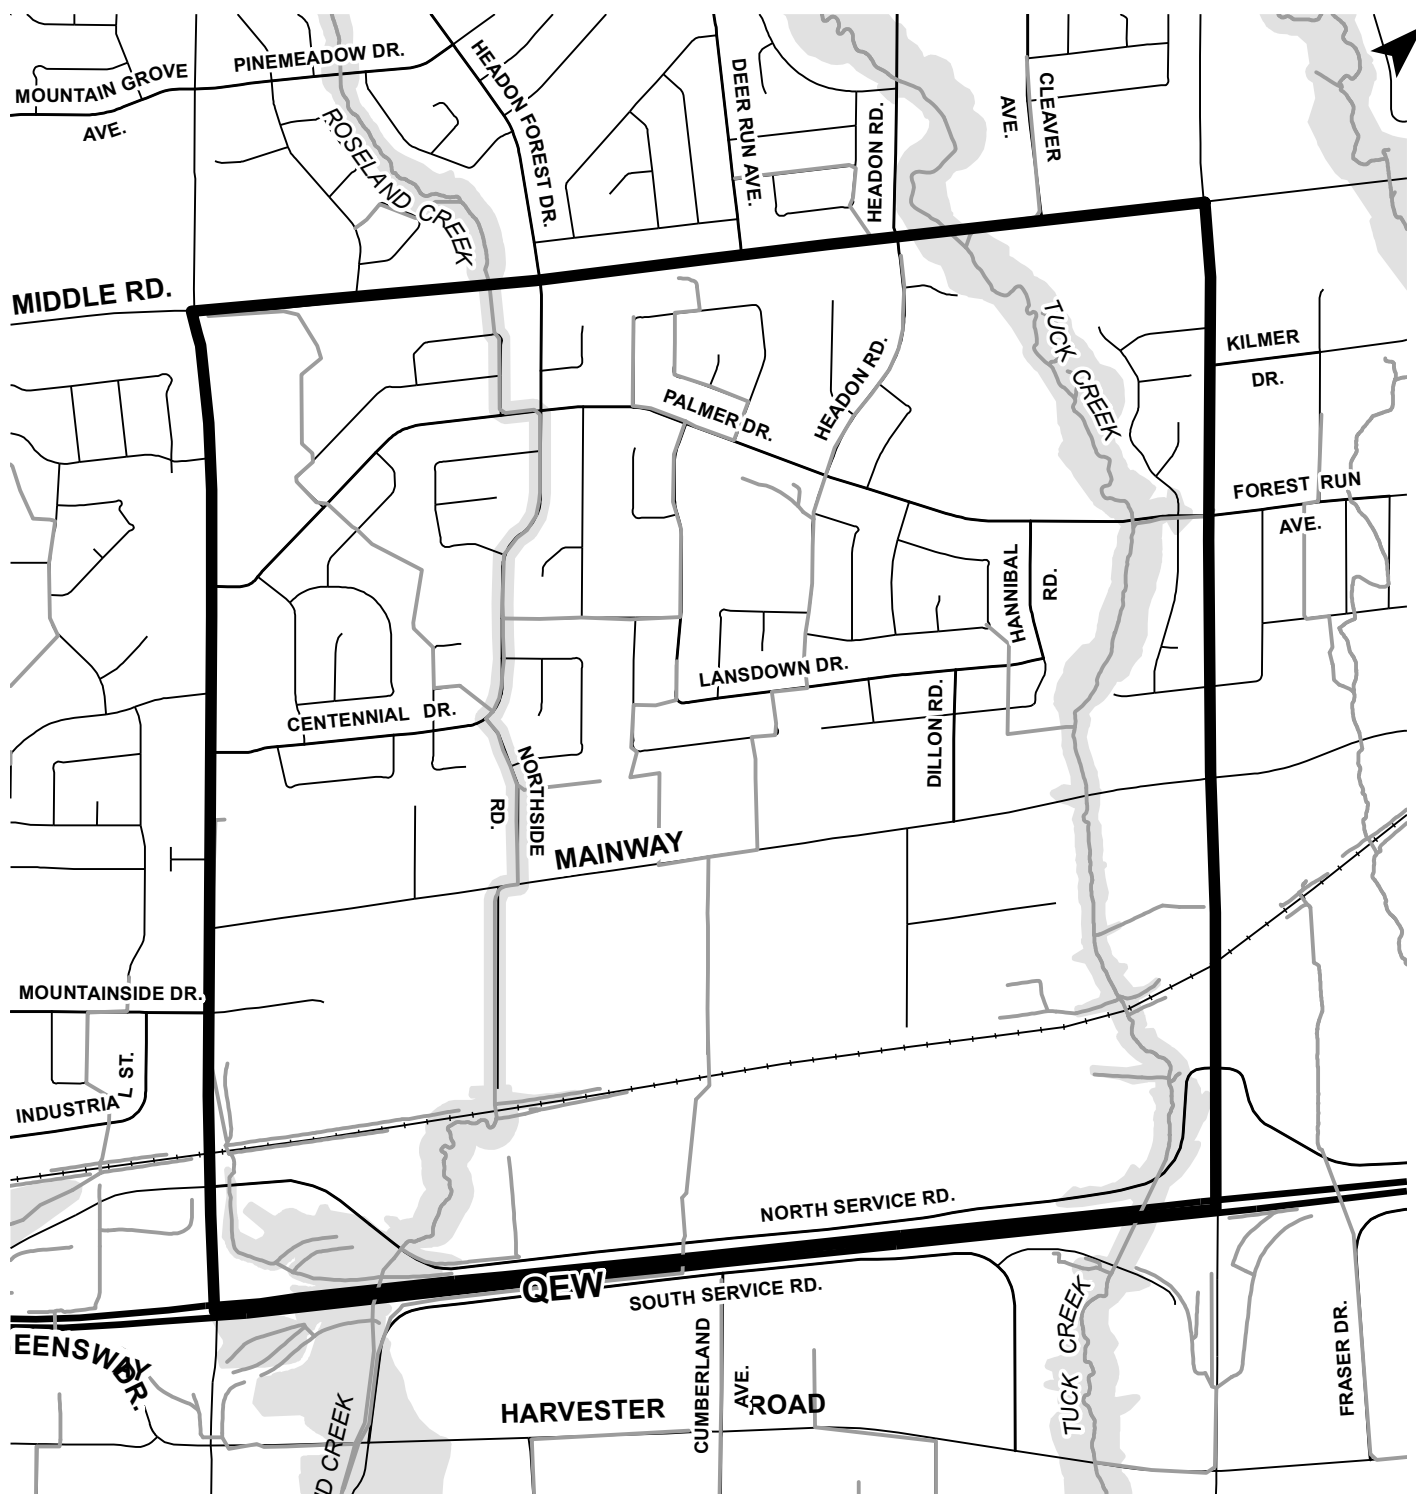 PINEMEADOW DR.
MOUNTAIN GROVE
AVE.
HEADON FOREST DR.
DEER RUN AVE.
HEADON RD.
CLEAVER
AVE.
ROSELAND CREEK
MIDDLE RD.
TUCK CREEK
KILMER
DR.
PALMER DR.
HEADON RD.
FOREST RUN
AVE.
HANNIBAL
RD.
LANSDOWN DR.
DILLON RD.
CENTENNIAL DR.
NORTHSIDE
RD.
MAINWAY
MOUNTAINSIDE DR.
INDUSTRIAL ST.
NORTH SERVICE RD.
QEW
SOUTH SERVICE RD.
EENSWAY
DR.
CUMBERLAND
AVE.
HARVESTER ROAD
TUCK CREEK
FRASER DR.
D CREEK